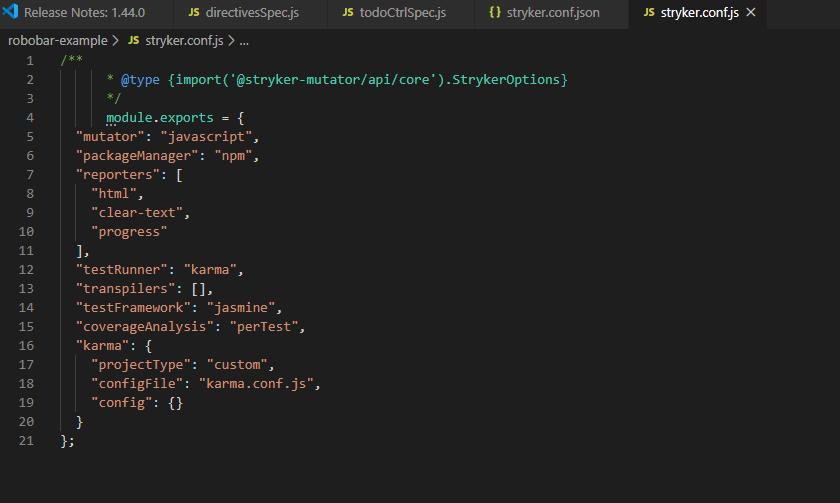 Release Notes: 1.44.0 JS directivesSpec.js JS todoCtrlSpec.js {} stryker.conf.json JS stryker.conf.js ×
robobar-example > JS stryker.conf.js > ...
1 /**
2 * @type {import('@stryker-mutator/api/core').StrykerOptions}
3 */
4 module.exports = {
5 "mutator": "javascript",
6 "packageManager": "npm",
7 "reporters": [
8 "html",
9 "clear-text",
10 "progress"
11 ],
12 "testRunner": "karma",
13 "transpilers": [],
14 "testFramework": "jasmine",
15 "coverageAnalysis": "perTest",
16 "karma": {
17 "projectType": "custom",
18 "configFile": "karma.conf.js",
19 "config": {}
20 }
21 };